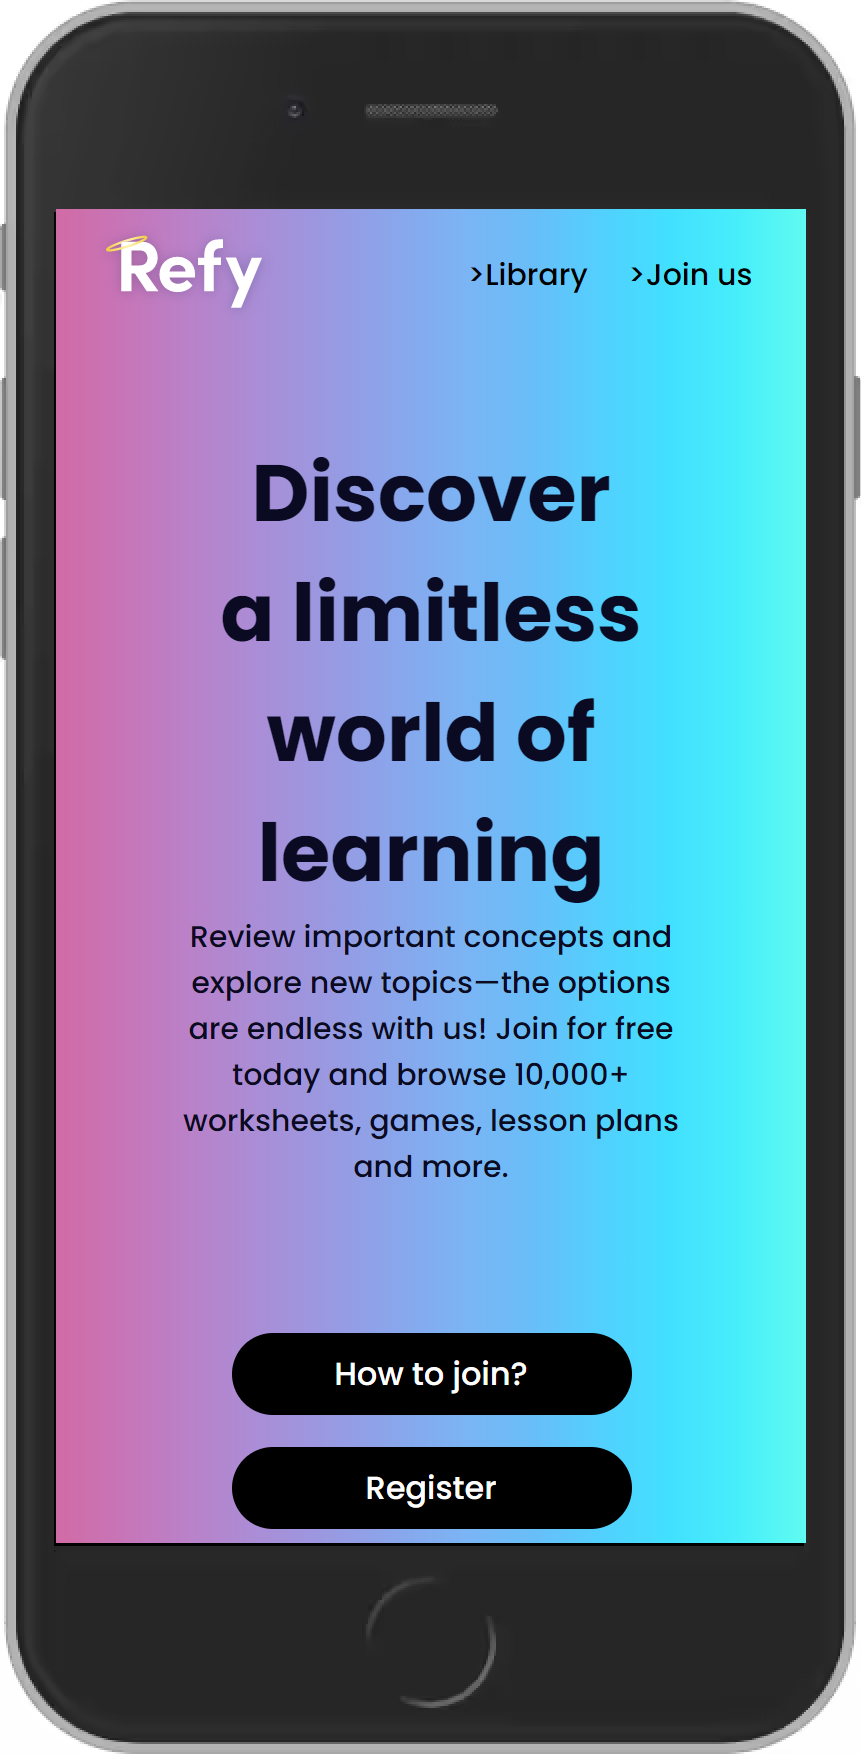 Refy
>Library >Join us
Discover
a limitless
world of
learning
Review important concepts and
explore new topics—the options
are endless with us! Join for free
today and browse 10,000+
worksheets, games, lesson plans
and more.
How to join?
Register